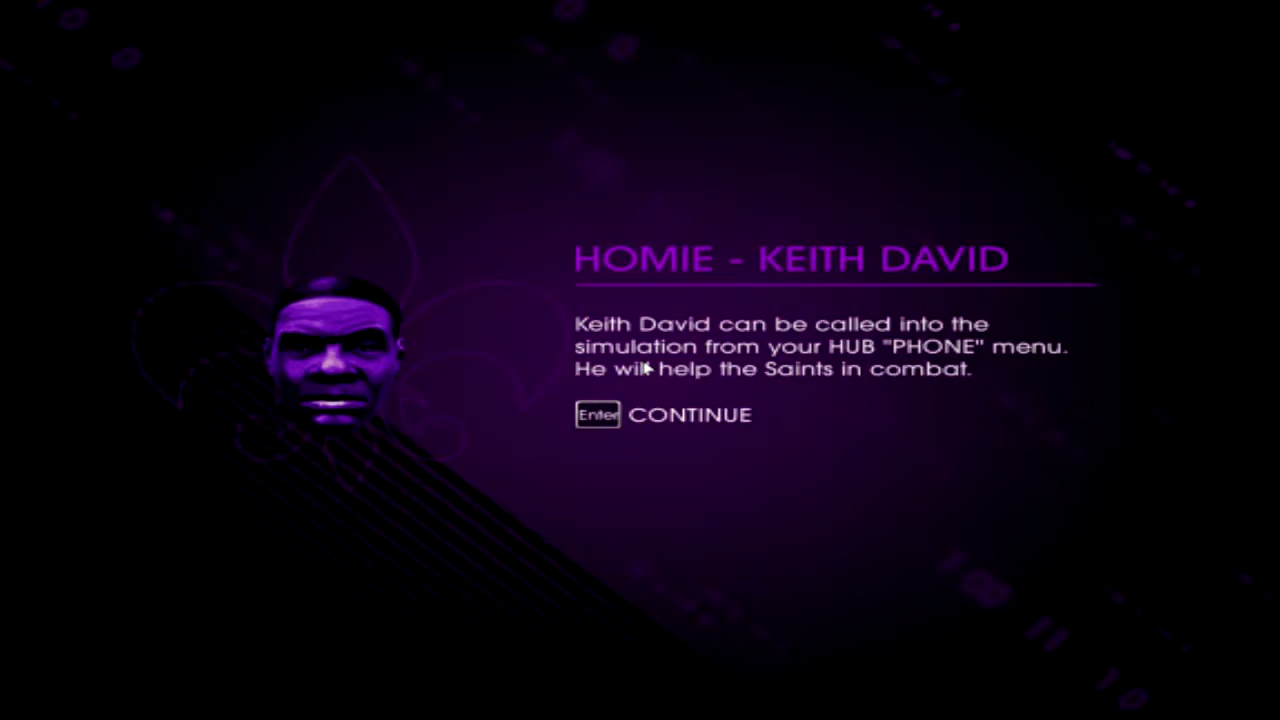 HOMIE - KEITH DAVID
Keith David can be called into the
simulation from your HUB "PHONE" menu.
He will help the Saints in combat.
Enter CONTINUE